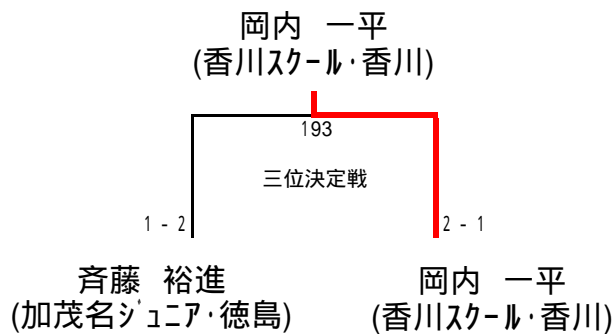 岡内 一平
(香川ｽｸｰﾙ･香川)
193
三位決定戦
1 - 2
2 - 1
斉藤 裕進
(加茂名ｼﾞｭﾆｱ･徳島)
岡内 一平
(香川ｽｸｰﾙ･香川)